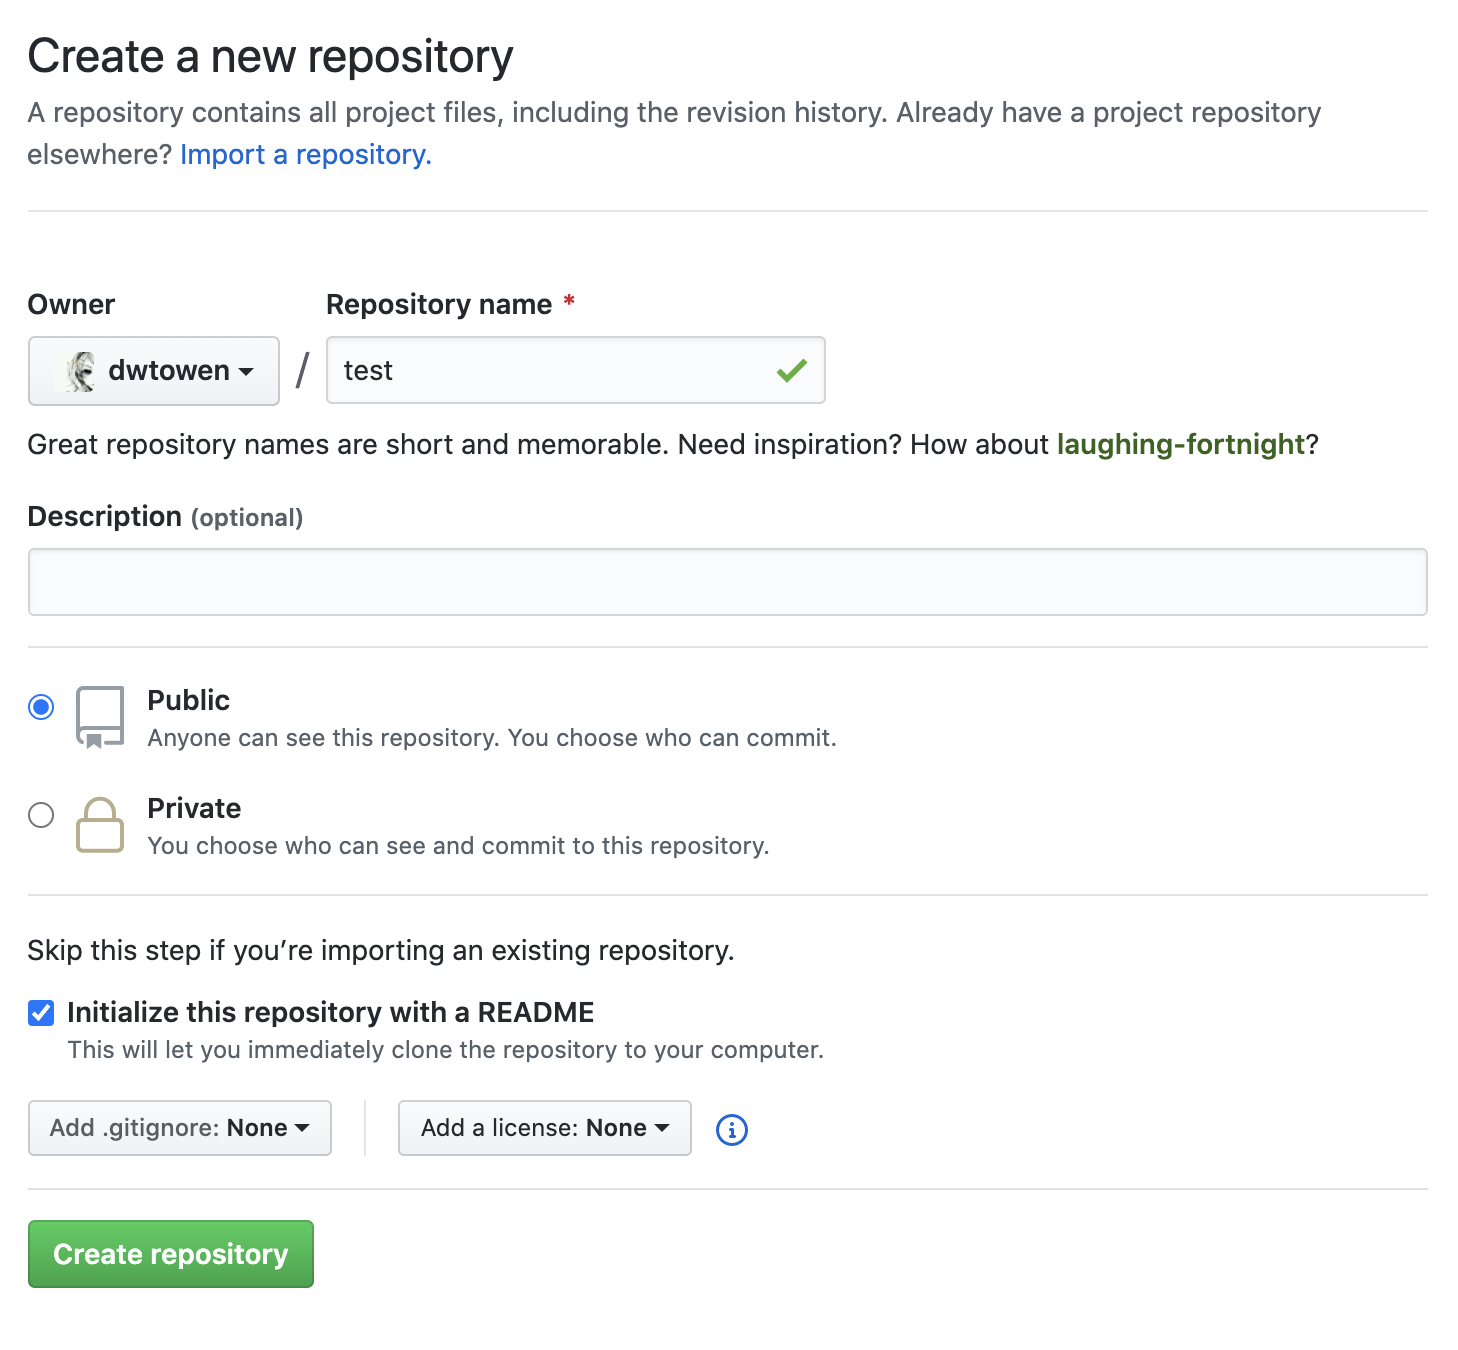 Create a new repository
A repository contains all project files, including the revision history. Already have a project repository
elsewhere? Import a repository.
Owner
Repository name *
dwtowen
/
test
Great repository names are short and memorable. Need inspiration? How about laughing-fortnight?
Description (optional)
Public
Anyone can see this repository. You choose who can commit.
Private
You choose who can see and commit to this repository.
Skip this step if you’re importing an existing repository.
Initialize this repository with a README
This will let you immediately clone the repository to your computer.
Add .gitignore: None
Add a license: None
Create repository